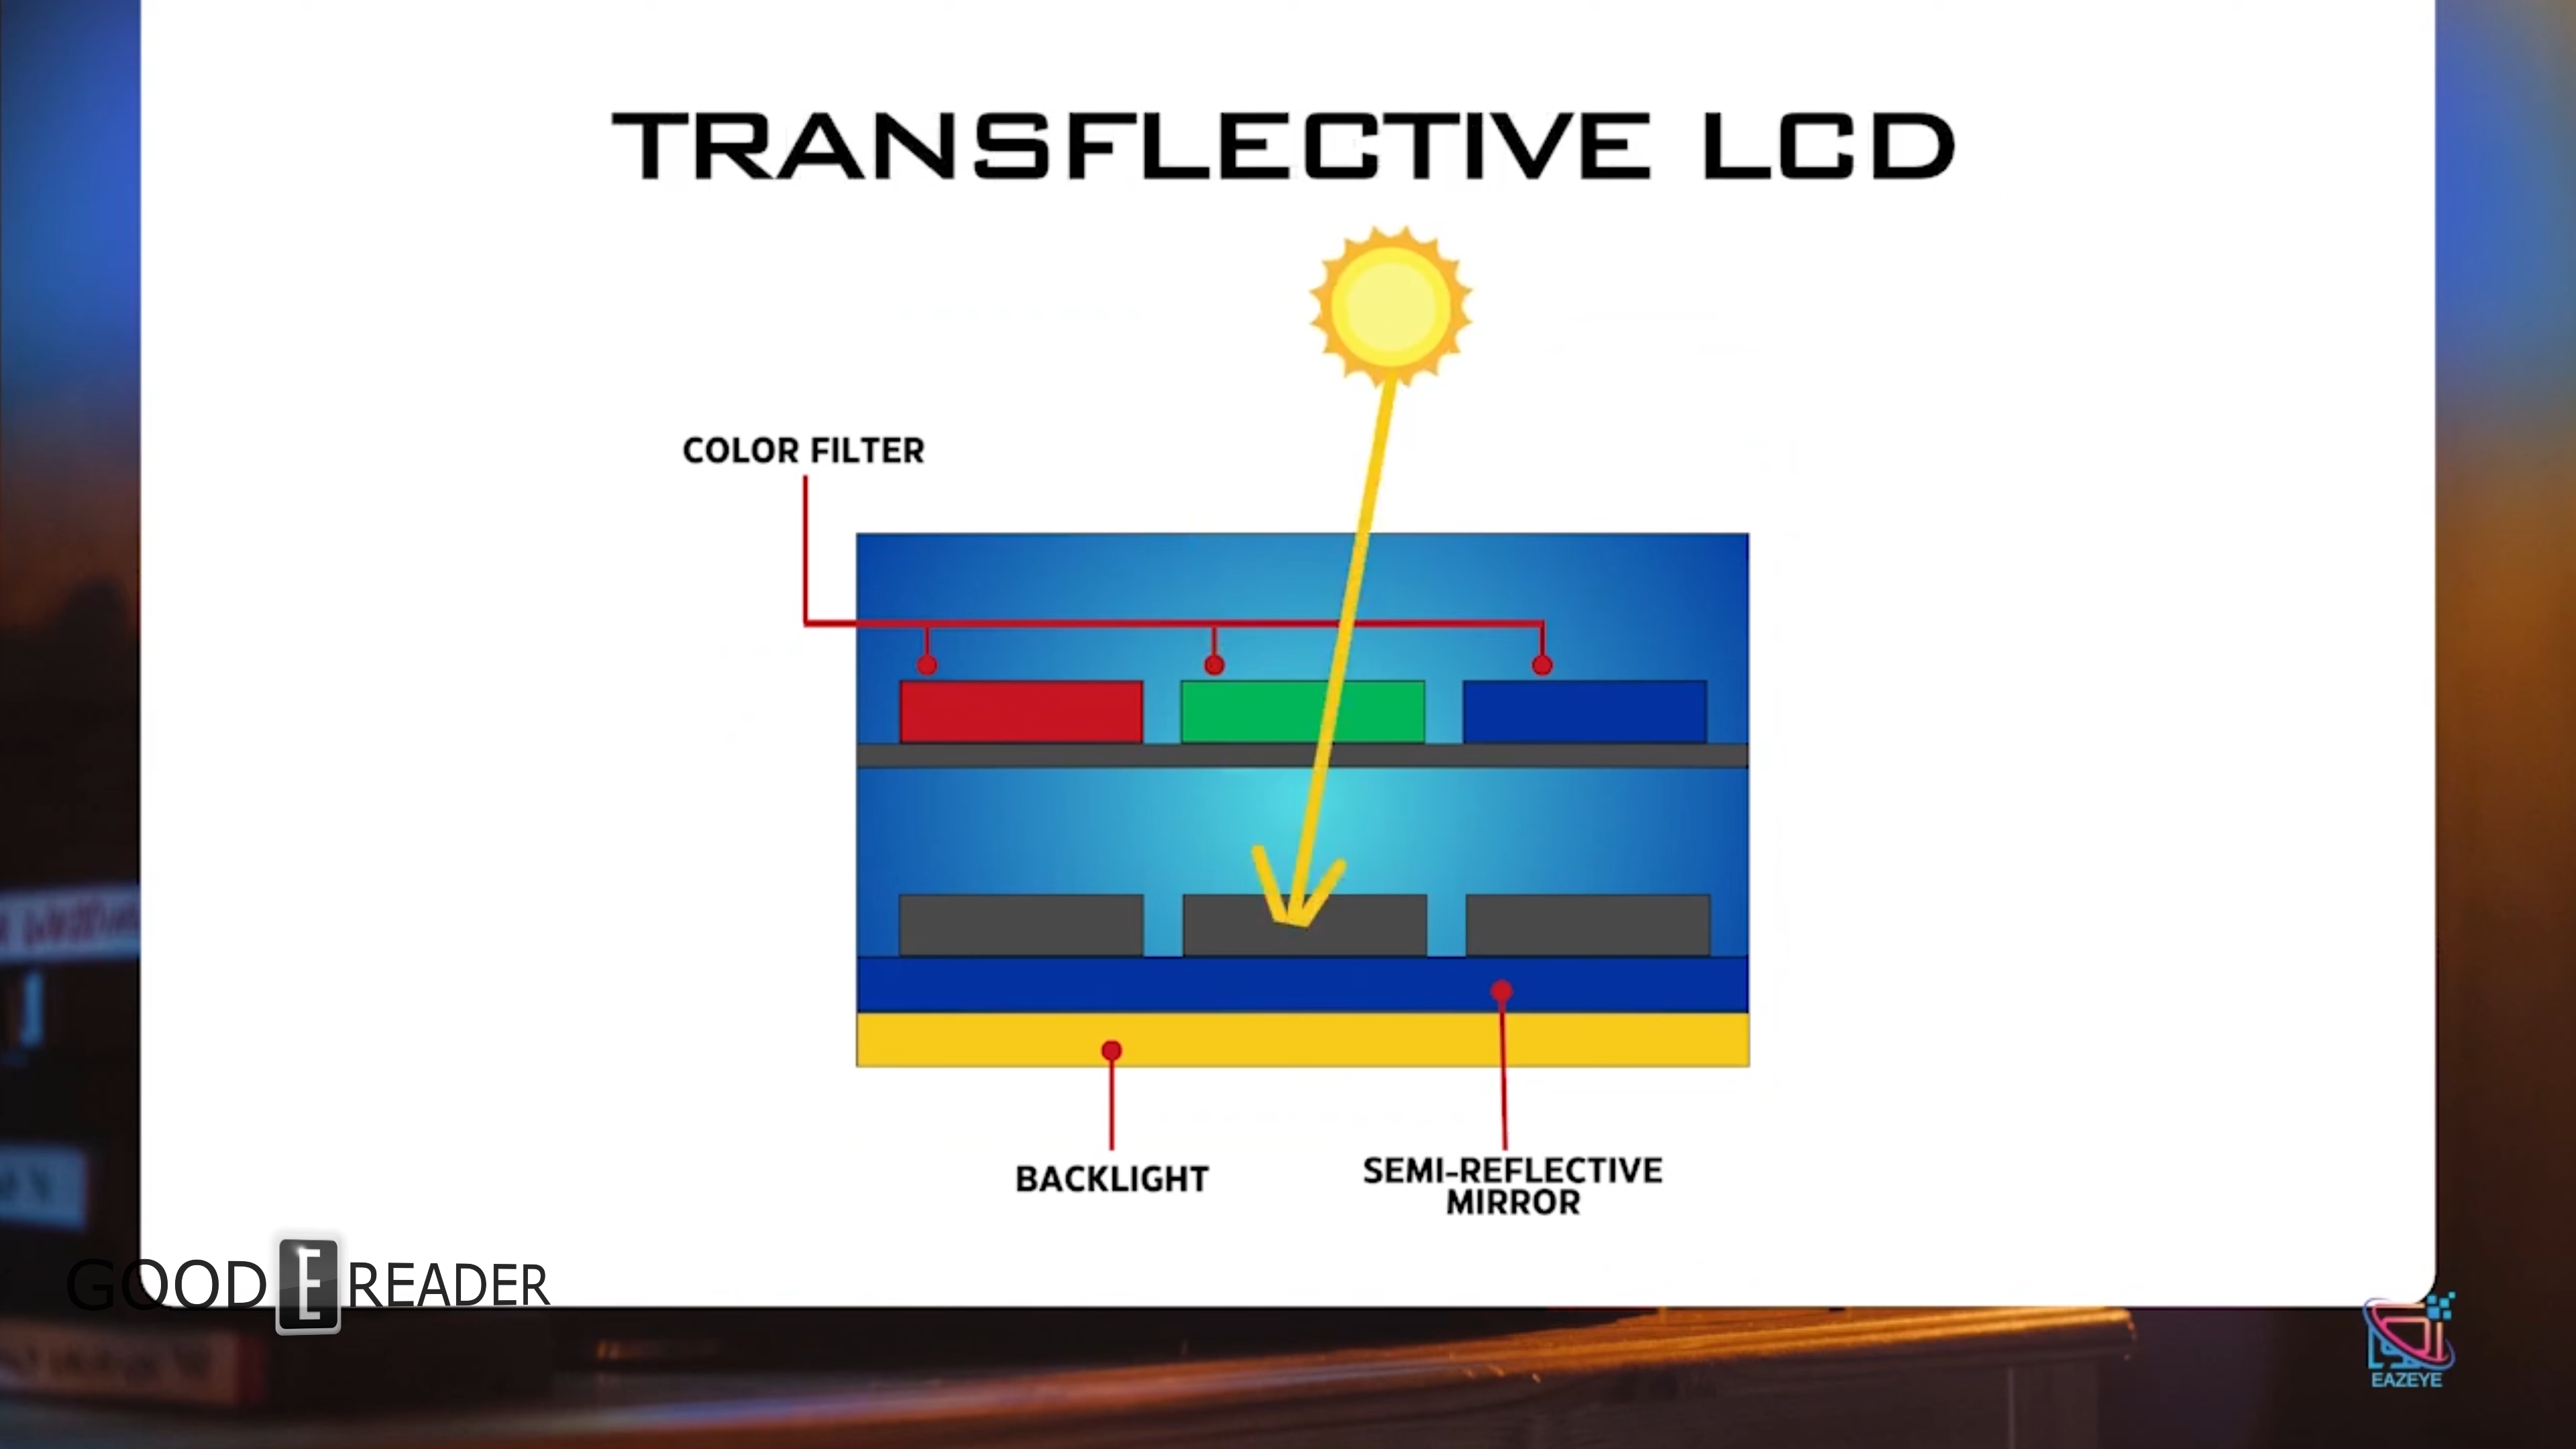 TRANSFLECTIVE LCD
COLOR FILTER
BACKLIGHT
SEMI-REFLECTIVE
MIRROR
GOOD E READER
EAZEYE